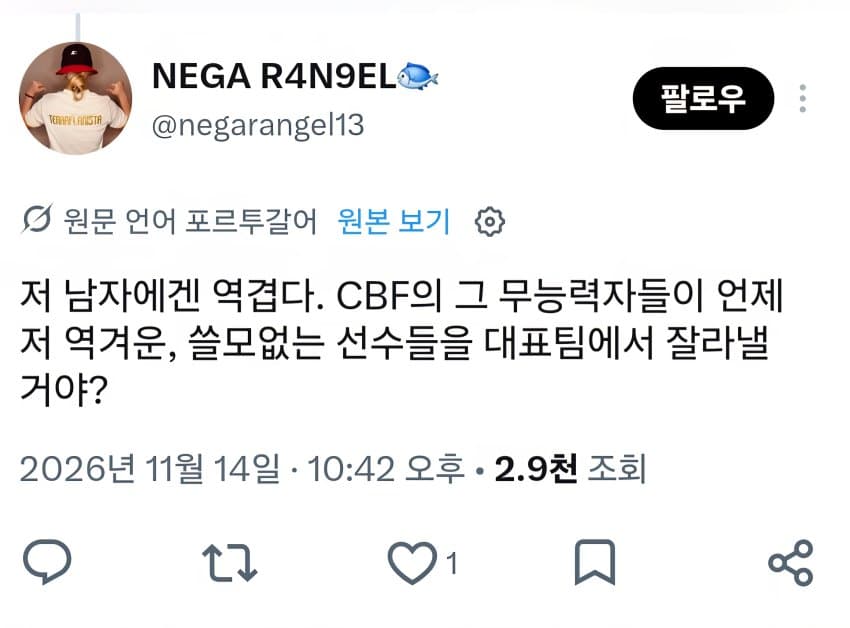 NEGA R4N9EL🐟
@negarangel13
팔로우
TERRAPLANISTA
원문 언어 포르투갈어 원본 보기
저 남자에겐 역겹다. CBF의 그 무능력자들이 언제
저 역겨운, 쓸모없는 선수들을 대표팀에서 잘라낼
거야?
2026년 11월 14일 · 10:42 오후 · 2.9천 조회
1